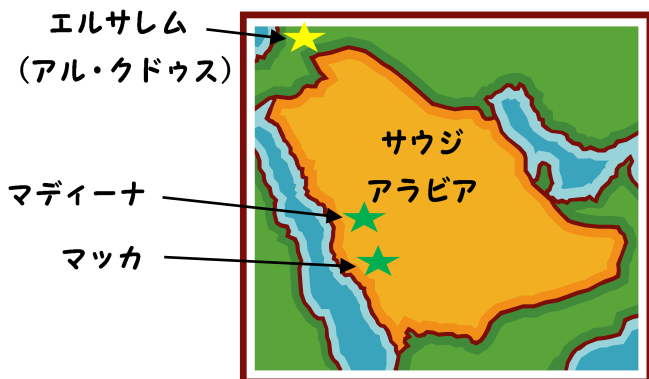 エルサレム
（アル・クドゥス）
サウジ
アラビア
マディーナ
マッカ